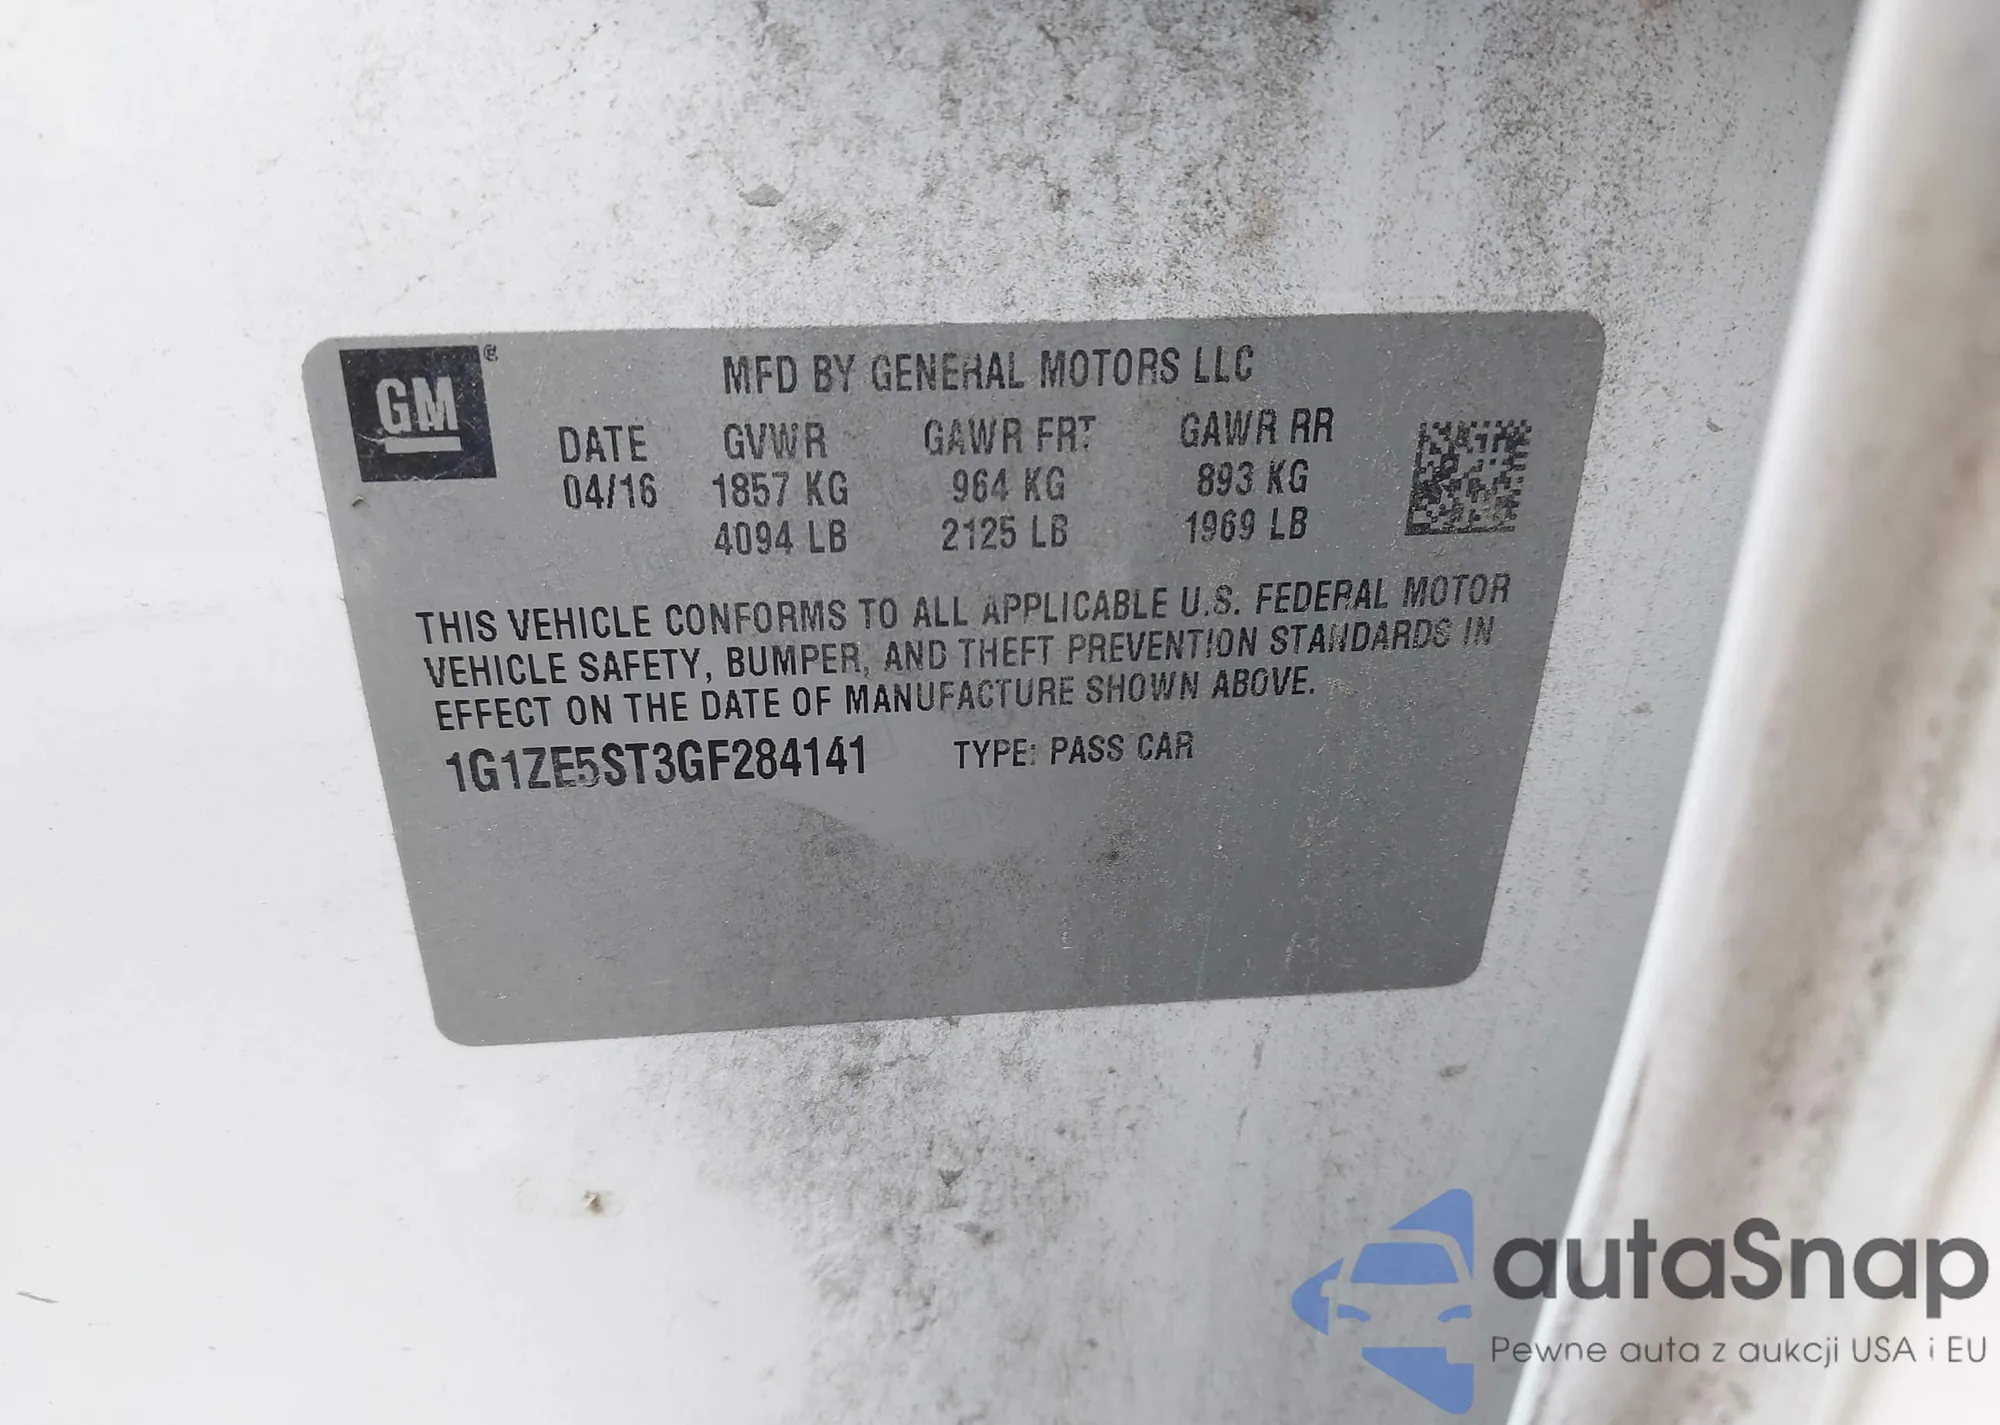 GM®
MFD BY GENERAL MOTORS LLC
DATE GVWR GAWR FRT GAWR RR
04/16 1857 KG 964 KG 893 KG
4094 LB 2125 LB 1969 LB
THIS VEHICLE CONFORMS TO ALL APPLICABLE U.S. FEDERAL MOTOR
VEHICLE SAFETY, BUMPER, AND THEFT PREVENTION STANDARDS IN
EFFECT ON THE DATE OF MANUFACTURE SHOWN ABOVE.
1G1ZE5ST3GF284141 TYPE: PASS CAR
autaSnap
Pewne auta z aukcji USA i EU